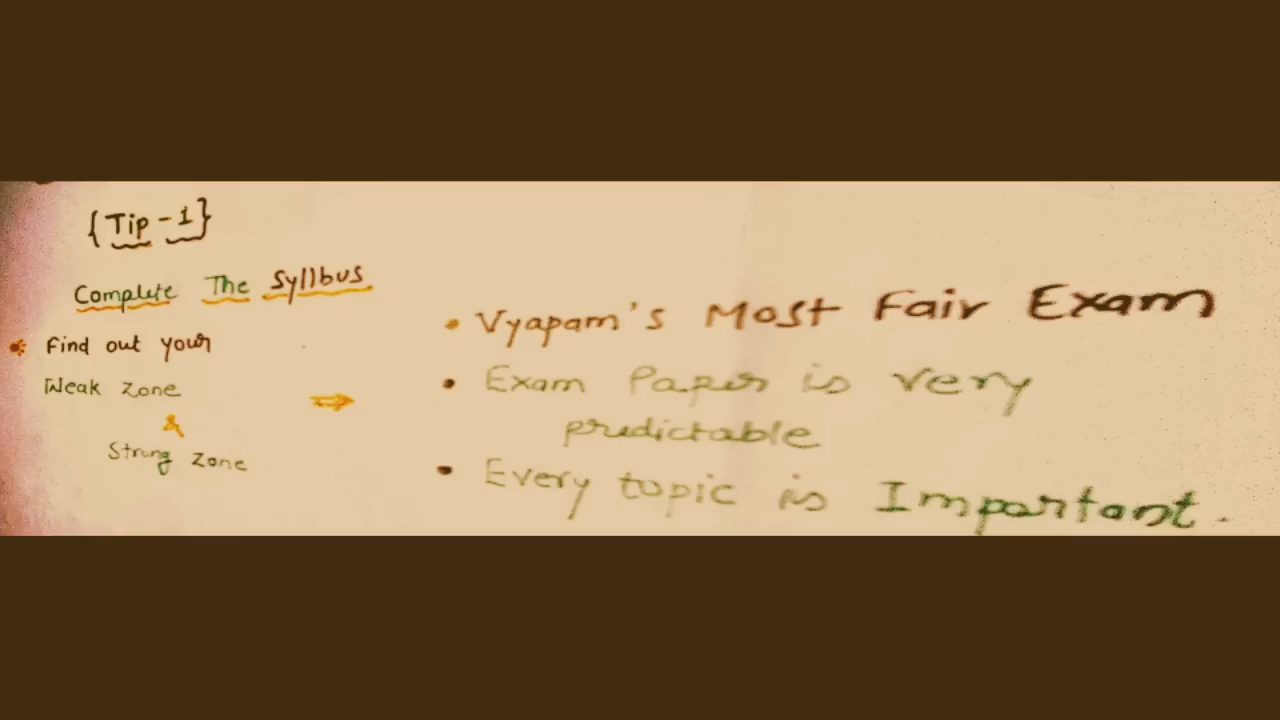 {Tip-1}
Complete The Syllbus
Find out your
Weak Zone
&
Strong Zone
⇒
• Vyapam's Most Fair Exam
• Exam Paper is very
predictable
• Every topic is Important.